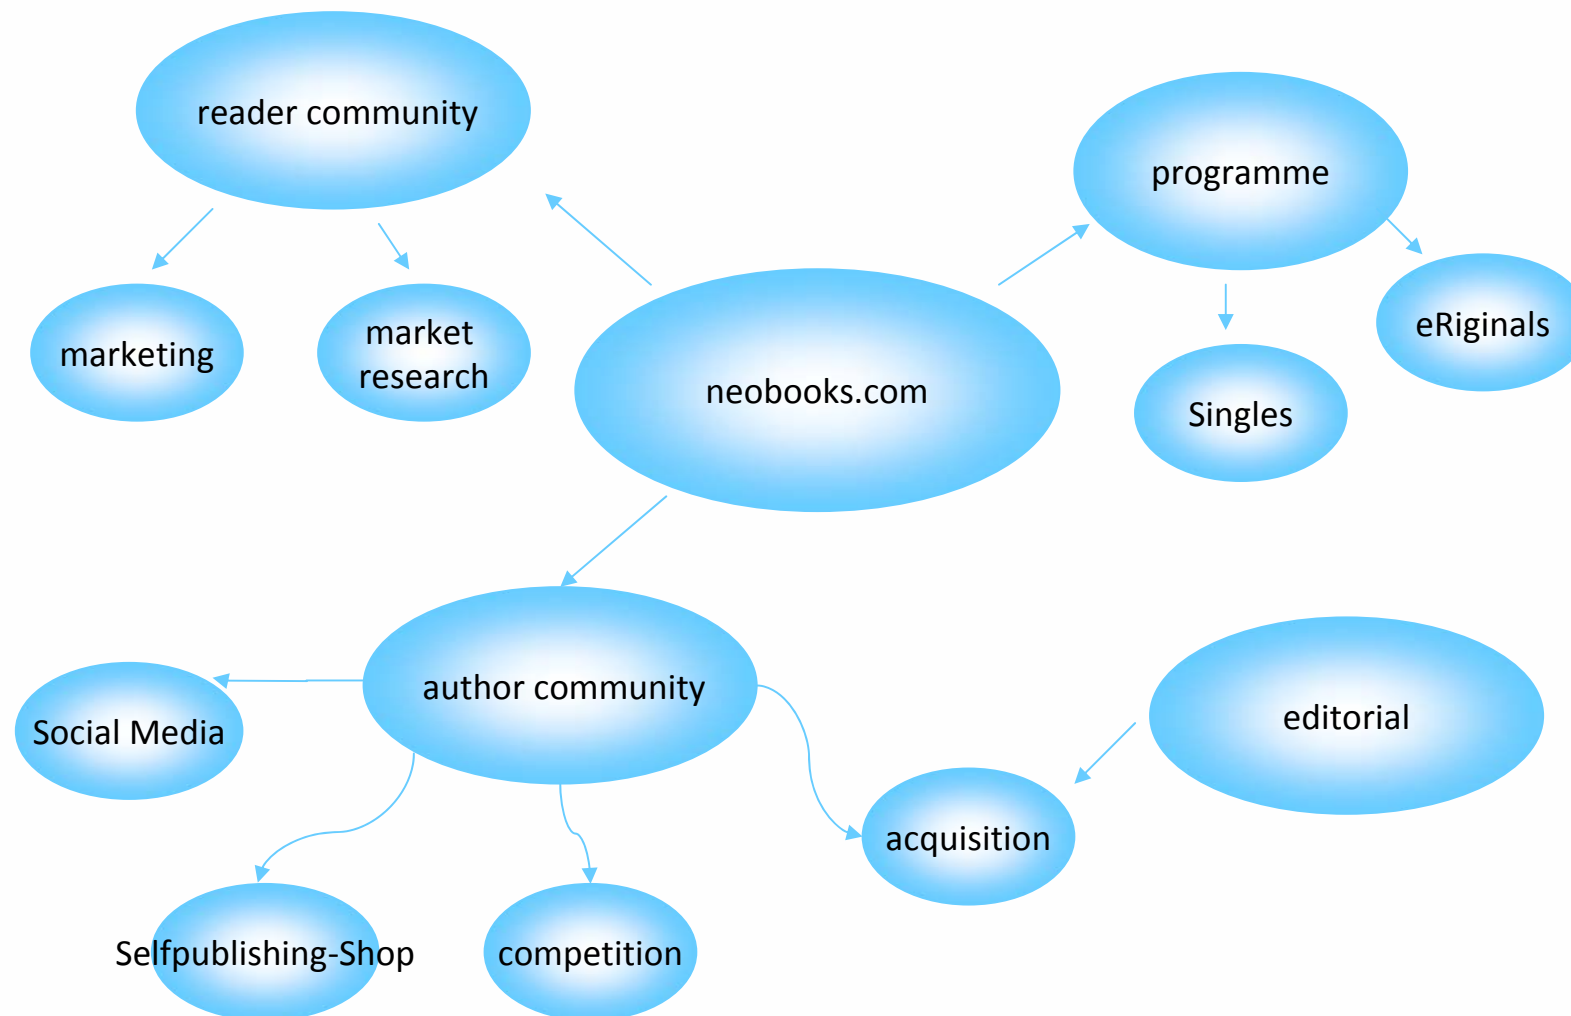 reader community
programme
eRiginals
market
research
marketing
neobooks.com
Singles
author community
editorial
Social Media
acquisition
Selfpublishing-Shop
competition